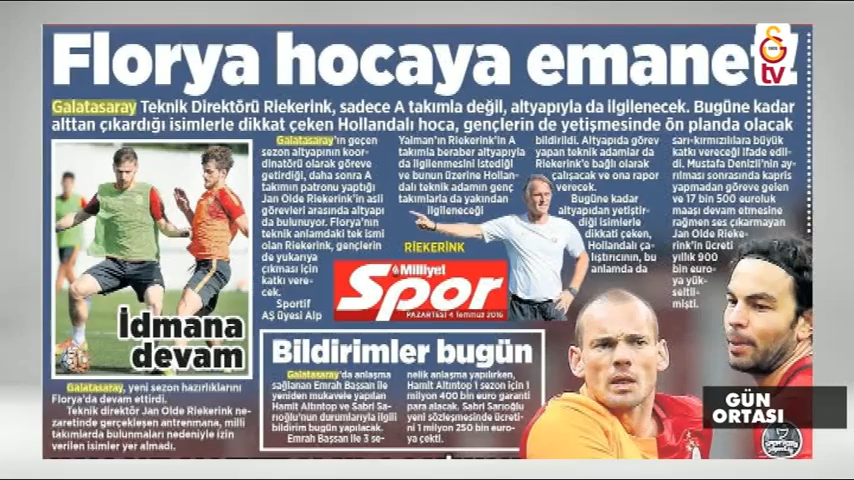 GS
tv
Florya hocaya emanet!
Galatasaray Teknik Direktörü Riekerink, sadece A takımla değil, altyapıyla da ilgilenecek. Bugüne kadar
alttan çıkardığı isimlerle dikkat çeken Hollandalı hoca, gençlerin de yetişmesinde ön planda olacak
Galatasaray'ın geçen
sezon altyapının koor-
dinatörü olarak göreve
getirdiği, daha sonra A
takımın patronu yaptığı
Jan Olde Riekerink'in asli
görevleri arasında altyapı
da bulunuyor. Florya'nın
teknik anlamdaki tek ismi
olan Riekerink, gençlerin
de yukarıya
çıkması için
katkı vere-
cek.
Sportif
AŞ üyesi Alp
Yalman'ın Riekerink'in A
takımla beraber altyapıyla
da ilgilenmesini istediği
ve bunun üzerine Hollan-
dalı teknik adamın genç
takımlarla da yakından
ilgileneceği
bildirildi. Altyapıda görev
yapan teknik adamlar da
Riekerink'e bağlı olarak
çalışacak ve ona rapor
verecek.
Bugüne kadar
altyapıdan yetiştir-
diği isimlerle
dikkati çeken,
Hollandalı ça-
lıştırıcının, bu
anlamda da
sarı-kırmızılılara büyük
katkı vereceği ifade edil-
di. Mustafa Denizli'nin ay-
rılması sonrasında kapris
yapmadan göreve gelen
ve 17 bin 500 euroluk
maaşı devam etmesine
rağmen ses çıkarmayan
Jan Olde Rieke-
rink'in ücreti
yıllık 900
bin euro-
ya yük-
seltil-
mişti.
RIEKERINK
Milliyet
Spor
PAZARTESİ 4 Temmuz 2016
İdmana
devam
Galatasaray, yeni sezon hazırlıklarını
Florya'da devam ettirdi.
Teknik direktör Jan Olde Riekerink ne-
zaretinde gerçekleşen antrenmana, milli
takımlarda bulunmaları nedeniyle izin
verilen isimler yer almadı.
Bildirimler bugün
Galatasaray'da anlaşma
sağlanan Emrah Başsan ile
yeniden mukavele yapılan
Hamit Altıntop ve Sabri Sa-
rıoğlu'nun durumlarıyla ilgili
bildirim bugün yapılacak.
Emrah Başsan ile 3 se-
nelik anlaşma yapılırken,
Hamit Altıntop 1 sezon için 1
milyon 400 bin euro garanti
para alacak. Sabri Sarıoğlu
yeni sözleşmesinde ücreti-
ni 1 milyon 250 bin euro-
ya çekti.
GÜN
ORTASI